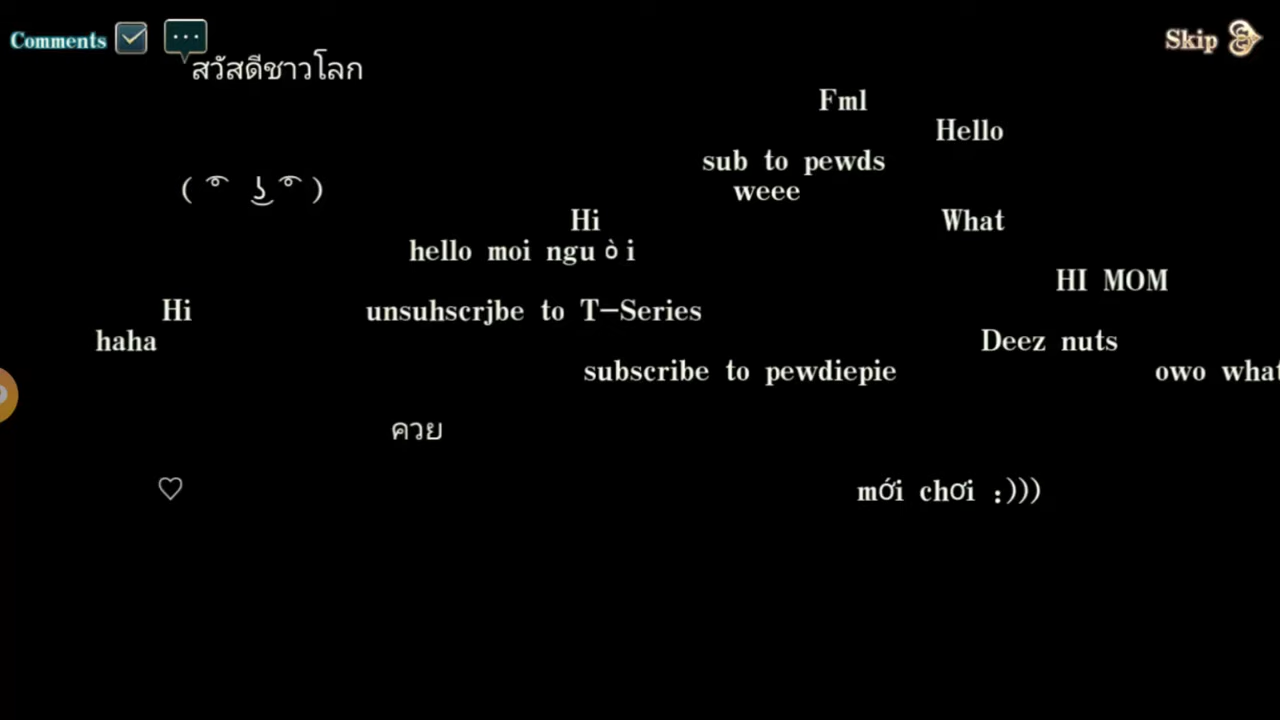 Comments
...
Skip
สวัสดีชาวโลก
Fml
Hello
sub to pewds
( ͡° ͜ʖ ͡°)
weee
Hi
What
hello moi nguòi
HI MOM
Hi
unsuhscrjbe to T-Series
haha
Deez nuts
subscribe to pewdiepie
owo what
ควย
♡
mới chơi :)))